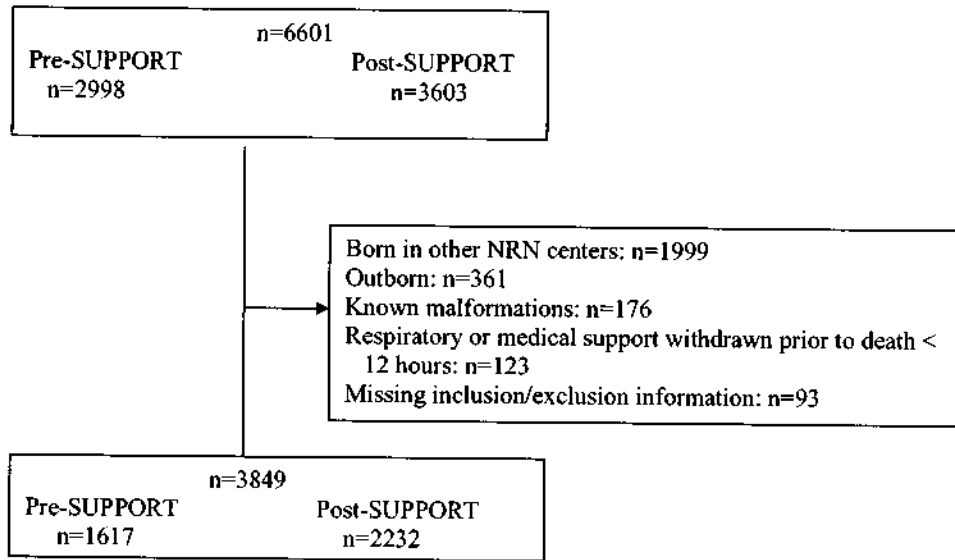 n=6601
Pre-SUPPORT Post-SUPPORT
n=2998 n=3603
Born in other NRN centers: n=1999
Outborn: n=361
Known malformations: n=176
Respiratory or medical support withdrawn prior to death <
12 hours: n=123
Missing inclusion/exclusion information: n=93
n=3849
Pre-SUPPORT Post-SUPPORT
n=1617 n=2232